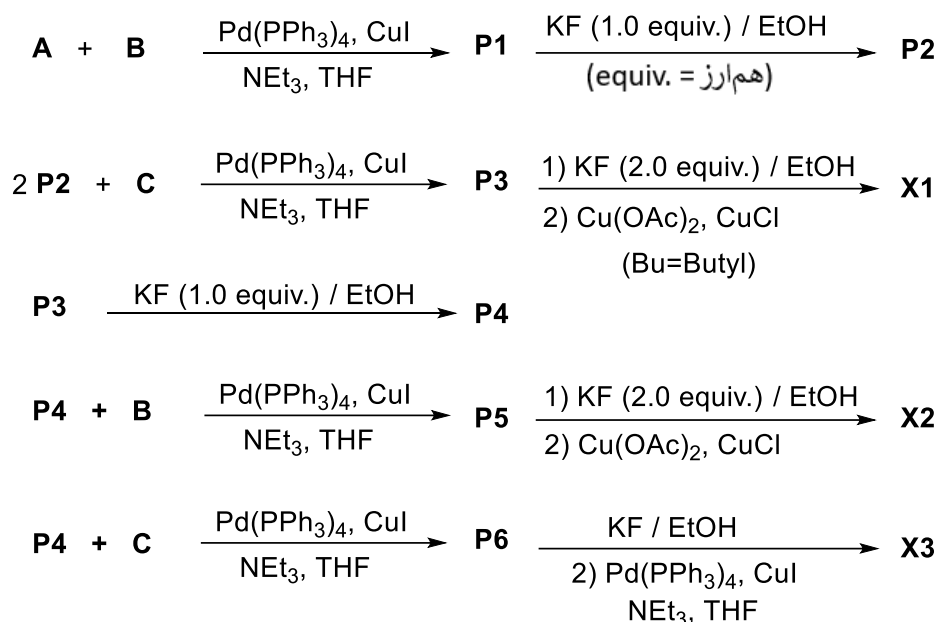 Pd(PPh₃)₄, CuI KF (1.0 equiv.) / EtOH
A + B P1 P2
NEt₃, THF (equiv. = هم‌ارز)
Pd(PPh₃)₄, CuI 1) KF (2.0 equiv.) / EtOH
2 P2 + C P3 X1
NEt₃, THF 2) Cu(OAc)₂, CuCl
(Bu=Butyl)
KF (1.0 equiv.) / EtOH
P3 P4
Pd(PPh₃)₄, CuI 1) KF (2.0 equiv.) / EtOH
P4 + B P5 X2
NEt₃, THF 2) Cu(OAc)₂, CuCl
Pd(PPh₃)₄, CuI KF / EtOH
P4 + C P6 X3
NEt₃, THF 2) Pd(PPh₃)₄, CuI
NEt₃, THF